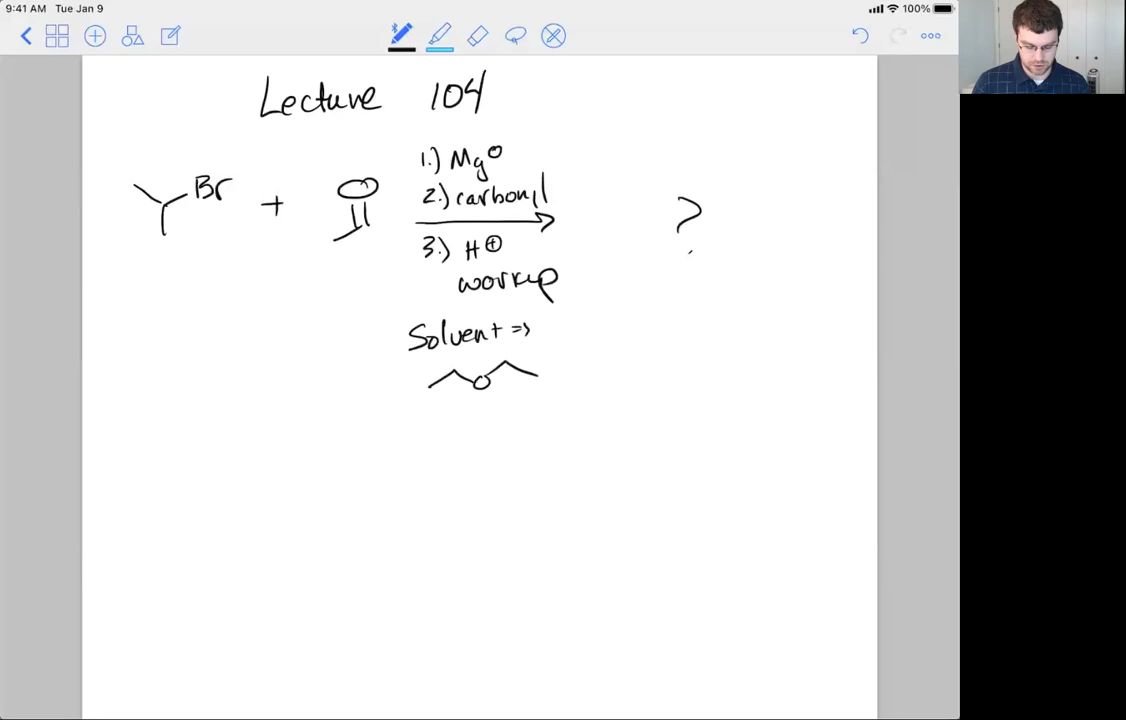 9:41 AM Tue Jan 9
100%
Lecture 104
1.) Mg⁰
2.) carbonyl
Br + O
3.) H⊕
workup
?
Solvent ⇒
O